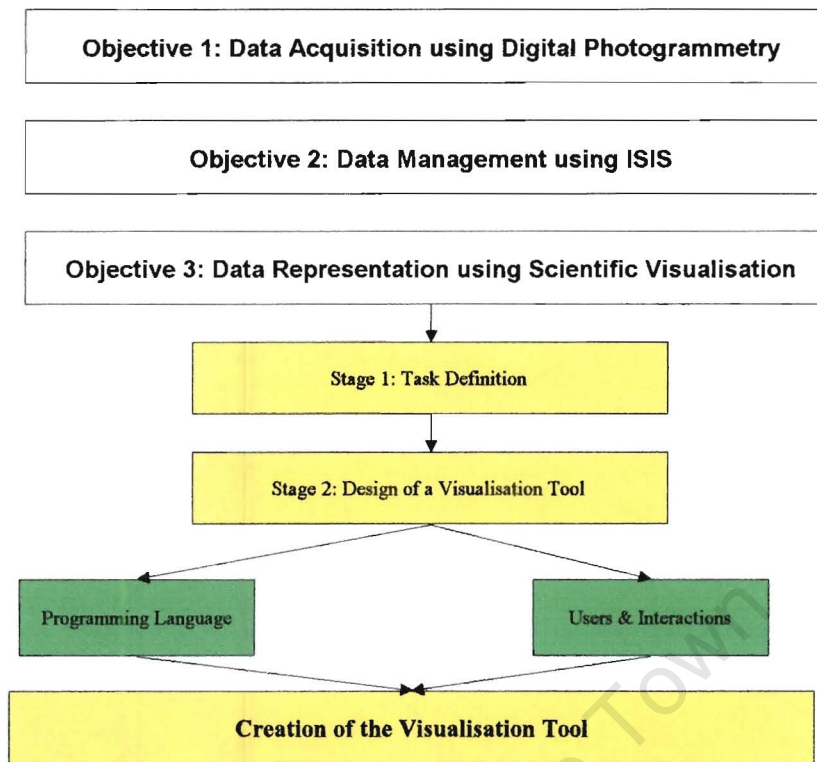 Objective 1: Data Acquisition using Digital Photogrammetry
Objective 2: Data Management using ISIS
Objective 3: Data Representation using Scientific Visualisation
Stage 1: Task Definition
Stage 2: Design of a Visualisation Tool
Programming Language
Users & Interactions
Creation of the Visualisation Tool
Town